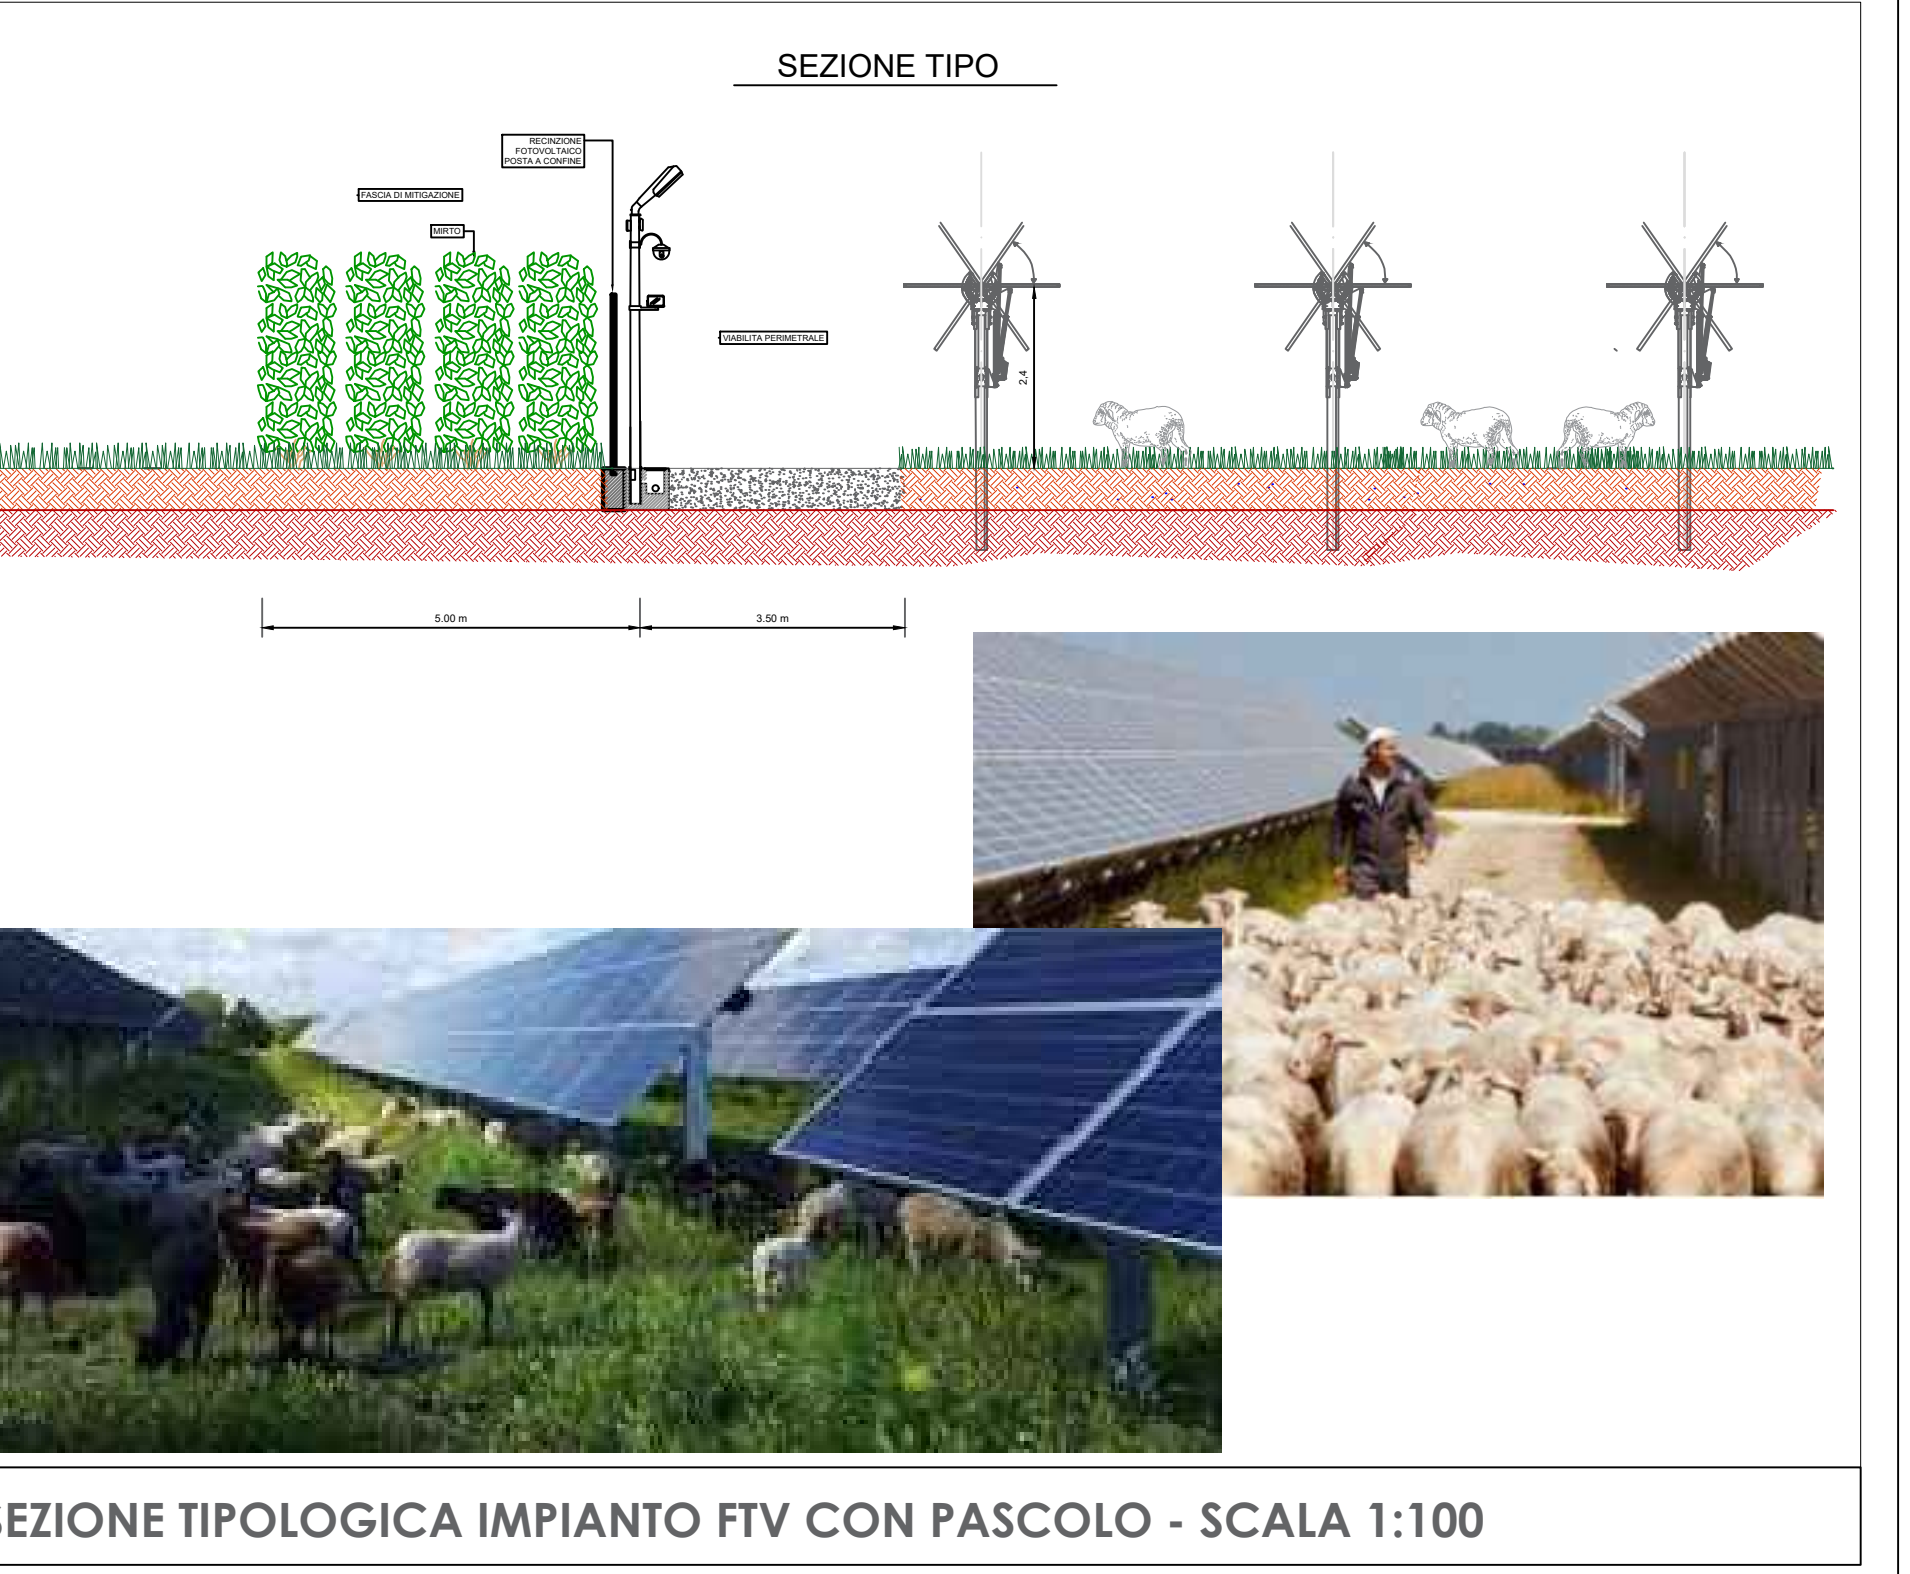 SEZIONE TIPO
RECINZIONE
FOTOVOLTAICO
POSTA A CONFINE
FASCIA DI MITIGAZIONE
MIRTO
VIABILITA PERIMETRALE
2,4
5.00 m
3.50 m
SEZIONE TIPOLOGICA IMPIANTO FTV CON PASCOLO - SCALA 1:100